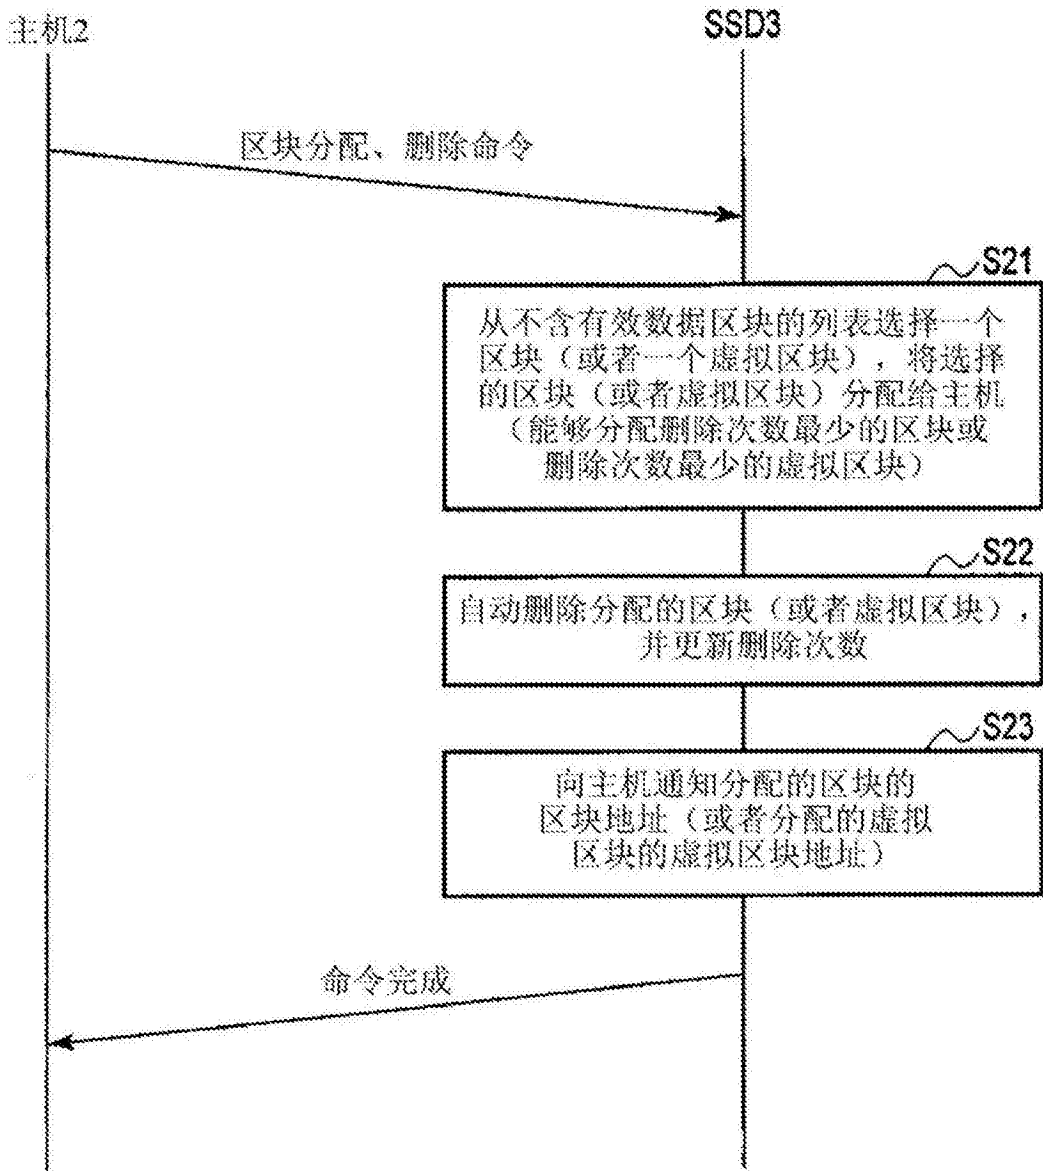 主机2
SSD3
区块分配、删除命令
S21
从不含有效数据区块的列表选择一个
区块（或者一个虚拟区块），将选择
的区块（或者虚拟区块）分配给主机
（能够分配删除次数最少的区块或
删除次数最少的虚拟区块）
S22
自动删除分配的区块（或者虚拟区块），
并更新删除次数
S23
向主机通知分配的区块的
区块地址（或者分配的虚拟
区块的虚拟区块地址）
命令完成